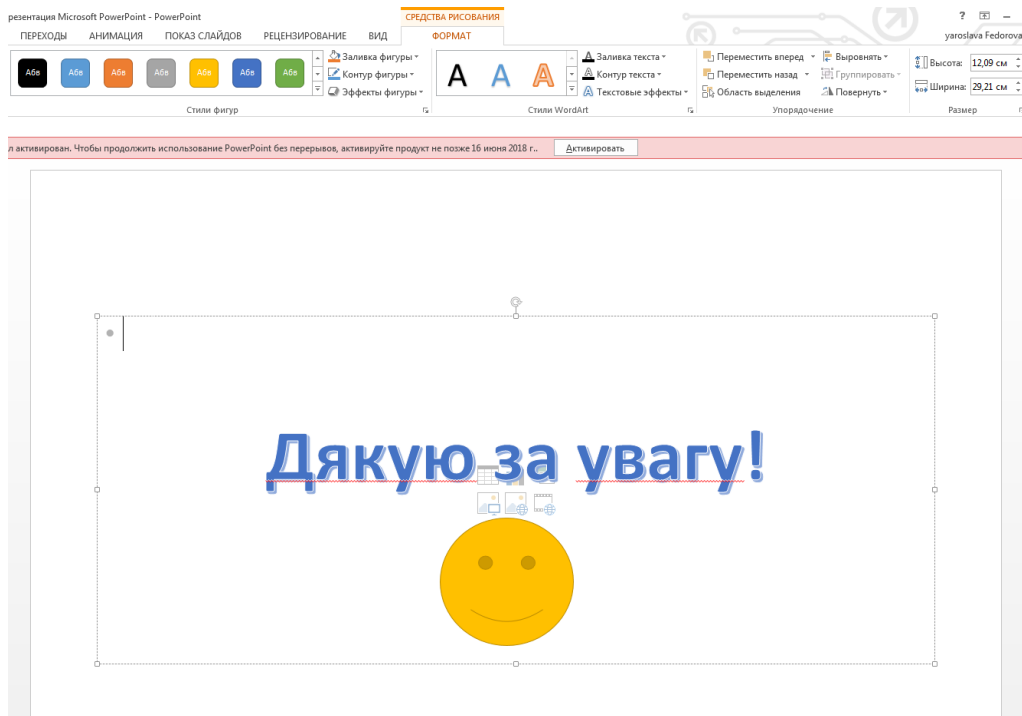 резентация Microsoft PowerPoint - PowerPoint
СРЕДСТВА РИСОВАНИЯ
?
ПЕРЕХОДЫ АНИМАЦИЯ ПОКАЗ СЛАЙДОВ РЕЦЕНЗИРОВАНИЕ ВИД ФОРМАТ yaroslava Fedorova
Абв Абв Абв Абв Абв Абв Абв
Заливка фигуры
Контур фигуры
Эффекты фигуры
Стили фигур
A A A
Заливка текста
Контур текста
Текстовые эффекты
Стили WordArt
Переместить вперед Выровнять
Переместить назад Группировать
Область выделения Повернуть
Упорядочение
Высота: 12,09 см
Ширина: 29,21 см
Размер
л активирован. Чтобы продолжить использование PowerPoint без перерывов, активируйте продукт не позже 16 июня 2018 г.. Активировать
Дякую за увагу!